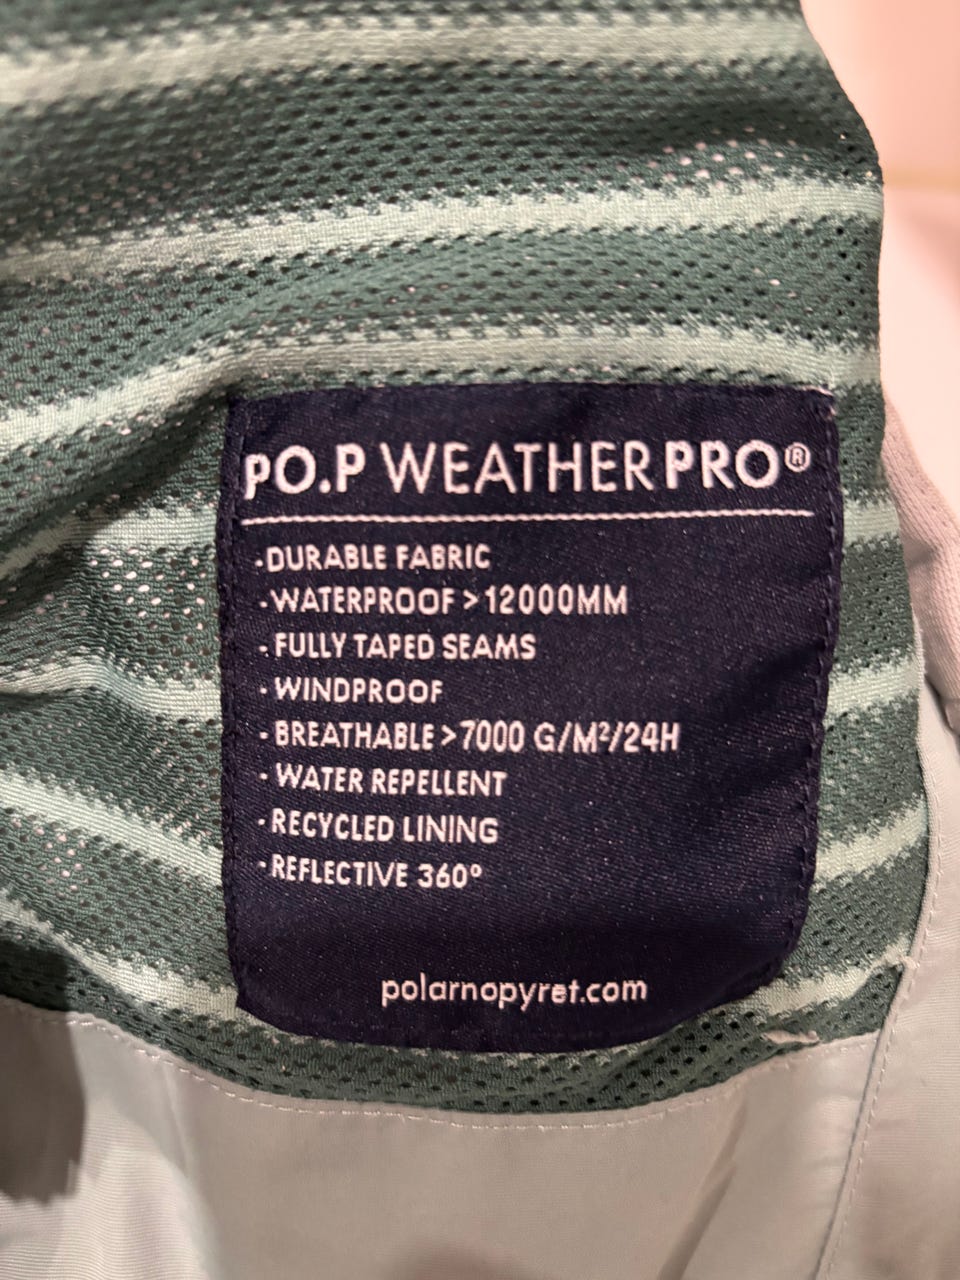 PO.P WEATHERPRO®
·DURABLE FABRIC
·WATERPROOF >12000MM
·FULLY TAPED SEAMS
·WINDPROOF
·BREATHABLE >7000 G/M²/24H
·WATER REPELLENT
·RECYCLED LINING
·REFLECTIVE 360°
polarnopyret.com